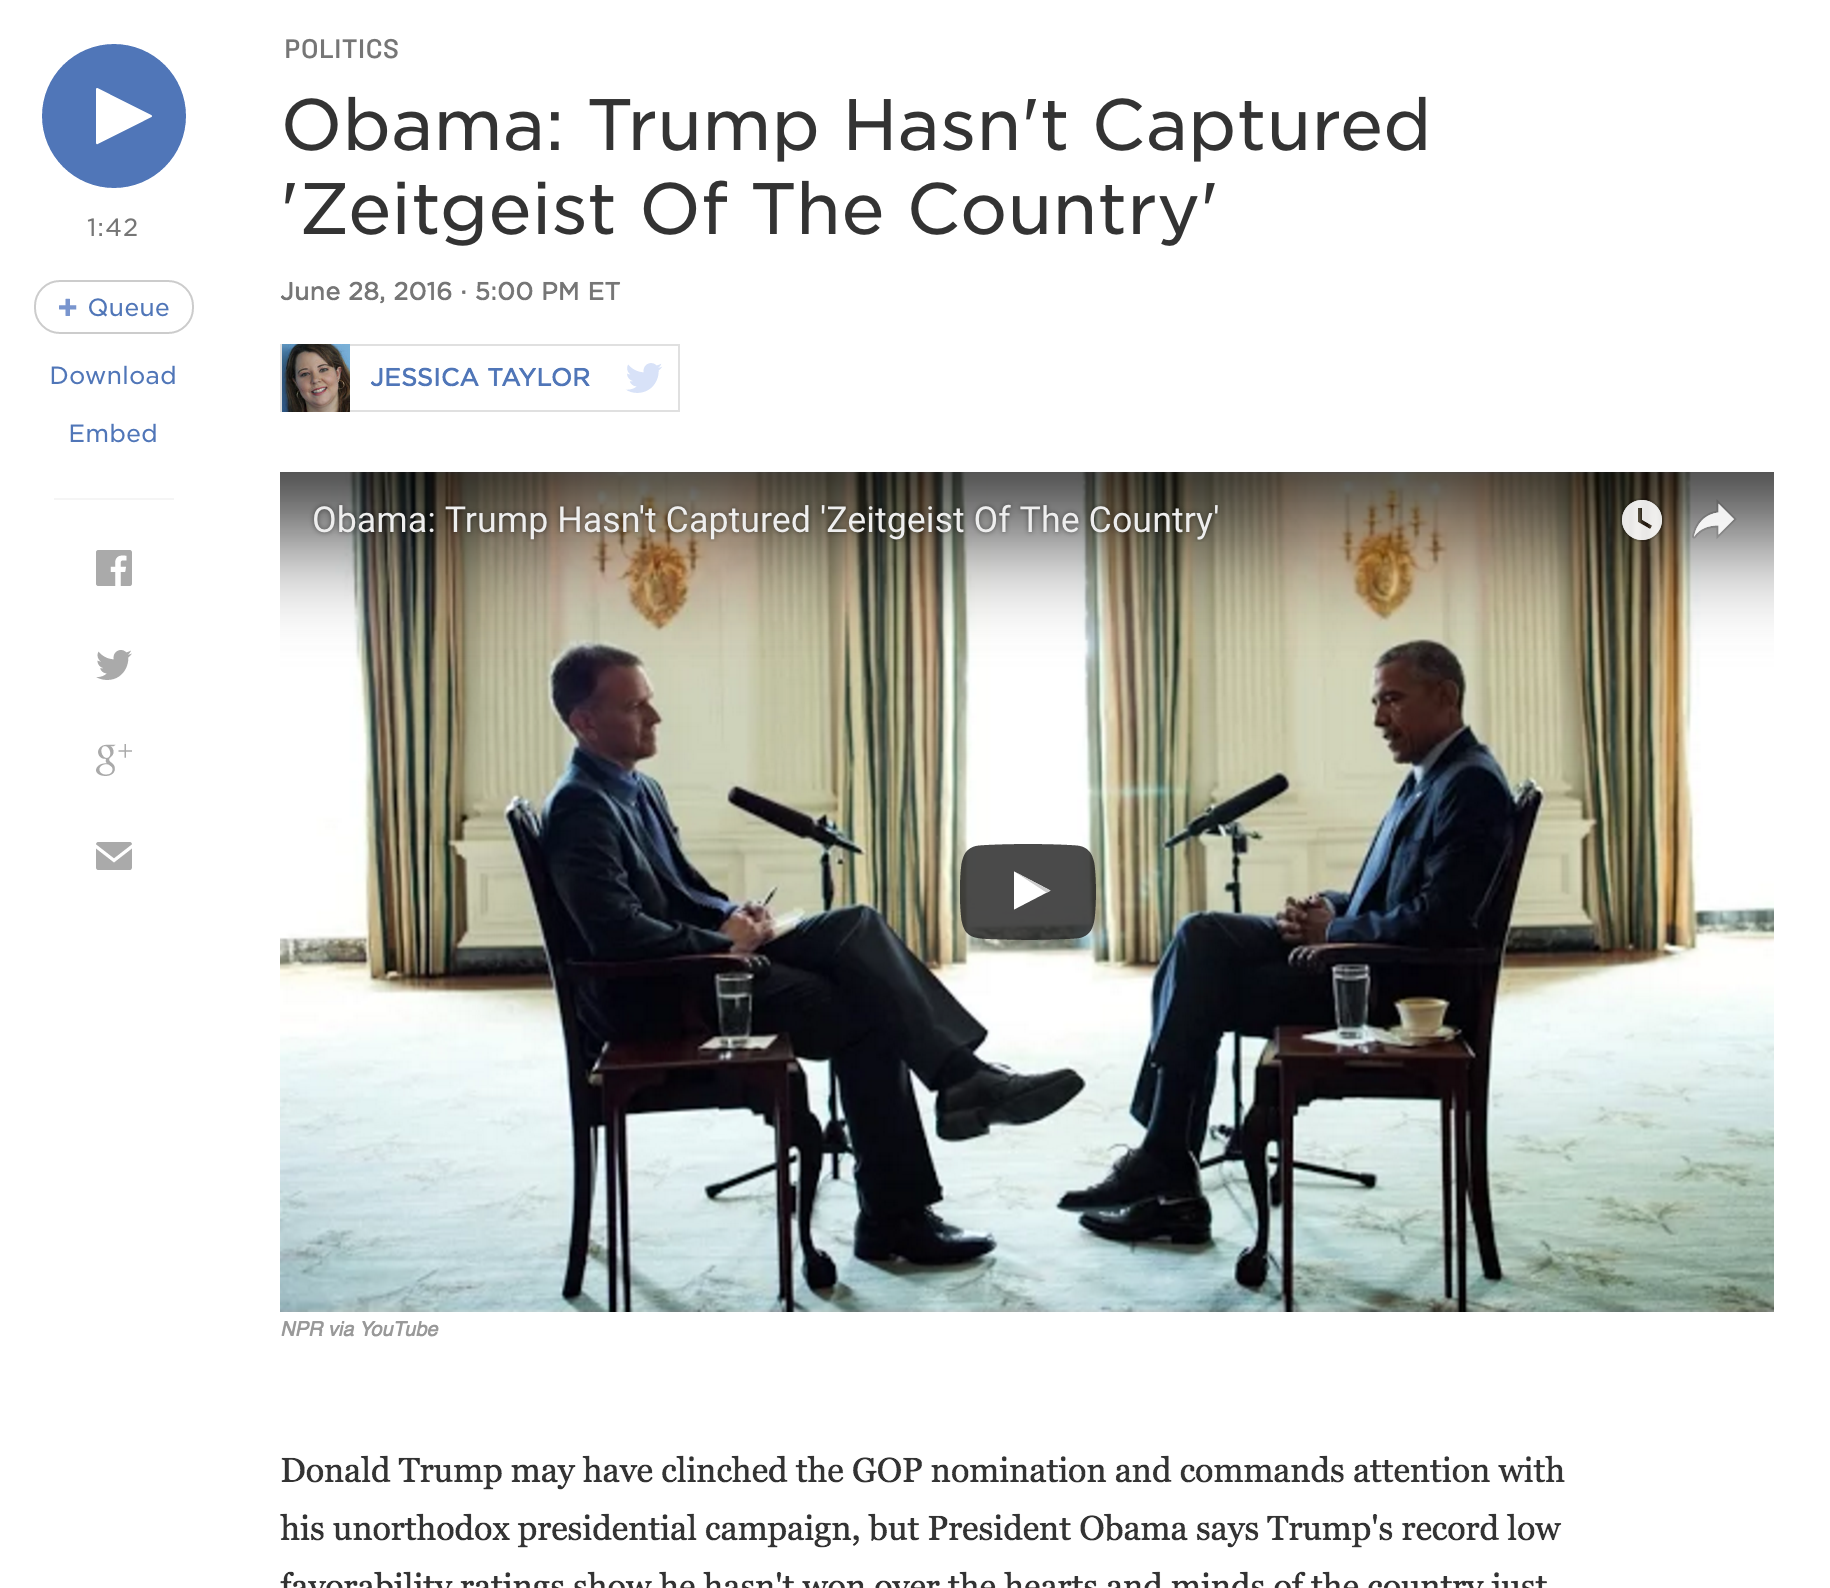 POLITICS
Obama: Trump Hasn't Captured
'Zeitgeist Of The Country'
1:42
June 28, 2016 · 5:00 PM ET
+ Queue
JESSICA TAYLOR
Download
Embed
Obama: Trump Hasn't Captured 'Zeitgeist Of The Country'
g+
NPR via YouTube
Donald Trump may have clinched the GOP nomination and commands attention with
his unorthodox presidential campaign, but President Obama says Trump's record low
favorability ratings show he hasn't won over the hearts and minds of the country just